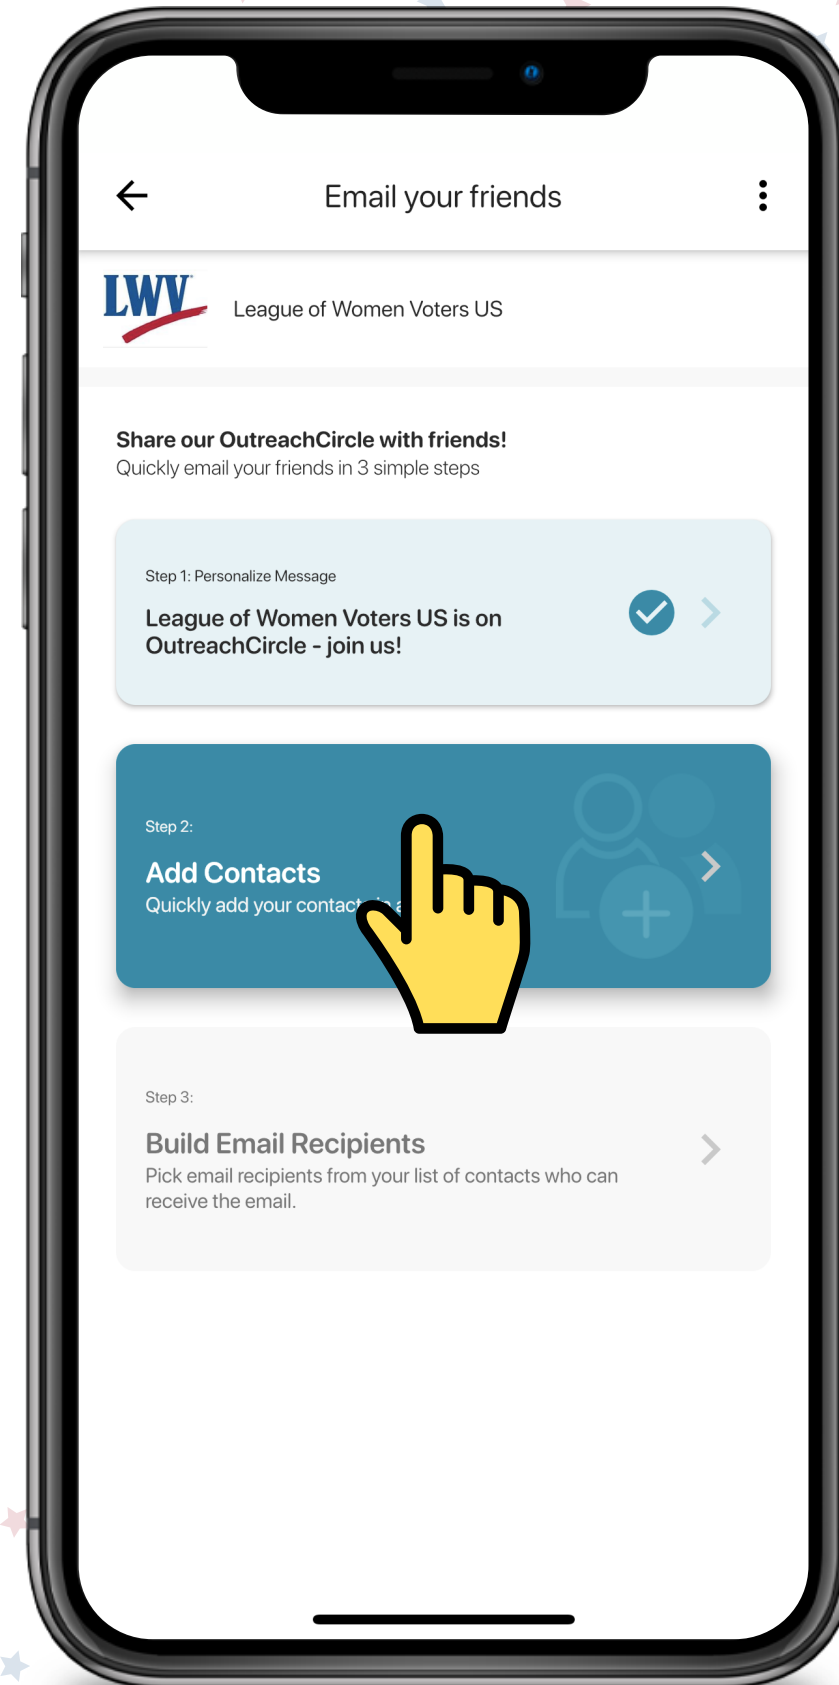 Email your friends
LWV
League of Women Voters US
Share our OutreachCircle with friends!
Quickly email your friends in 3 simple steps
Step 1: Personalize Message
League of Women Voters US is on
OutreachCircle - join us!
Step 2:
Add Contacts
Quickly add your
Step 3:
Build Email Recipients
Pick email recipients from your list of contacts who can
receive the email.